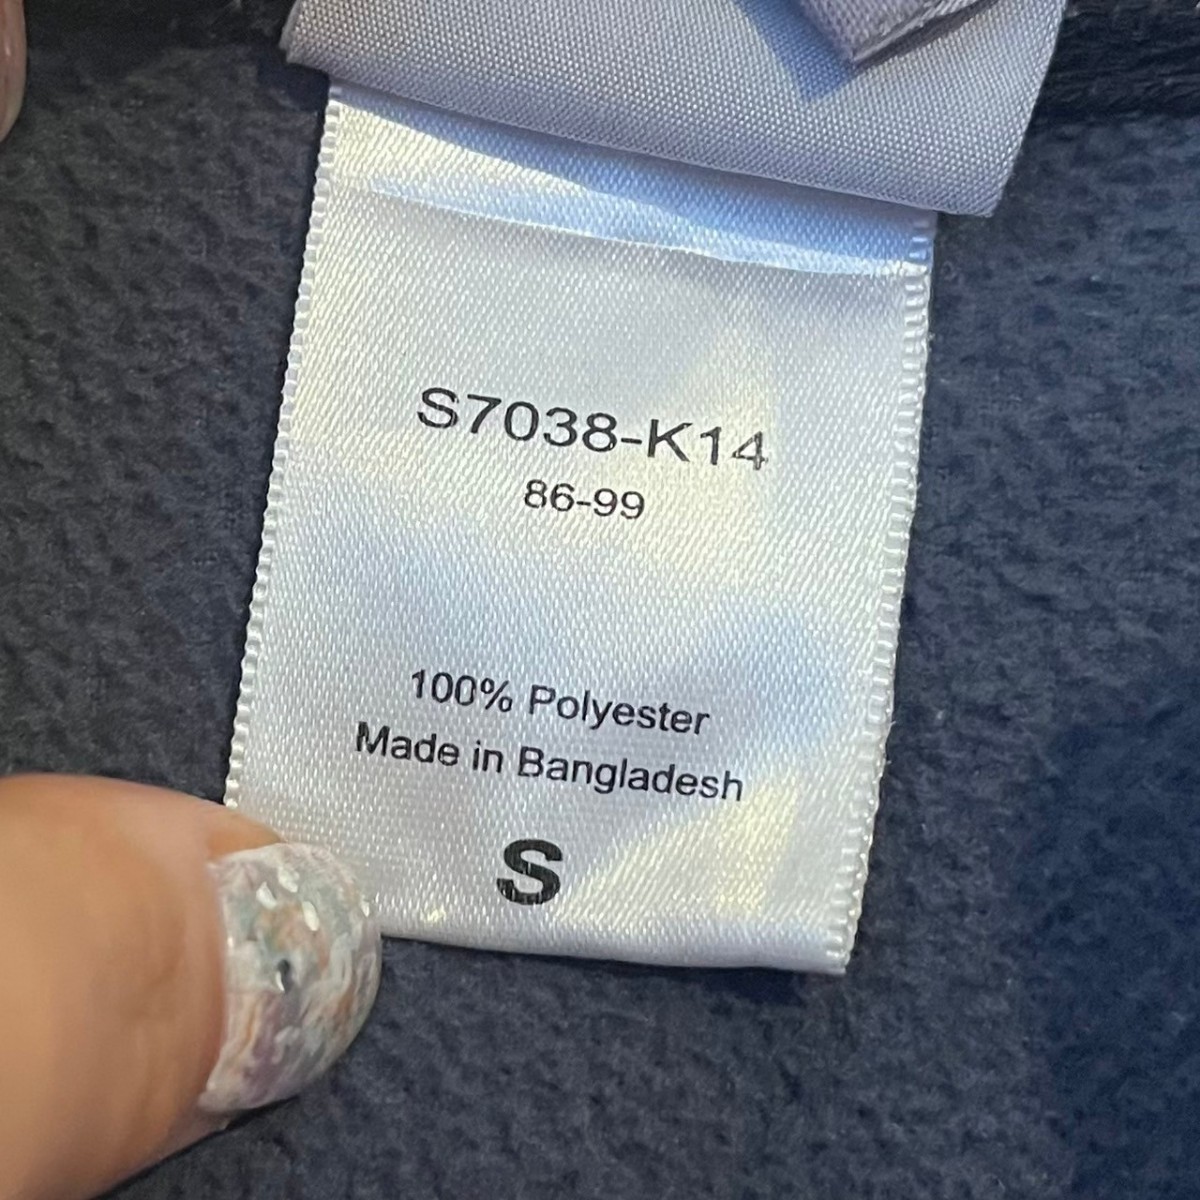 S7038-K14
86-99
100% Polyester
Made in Bangladesh
S